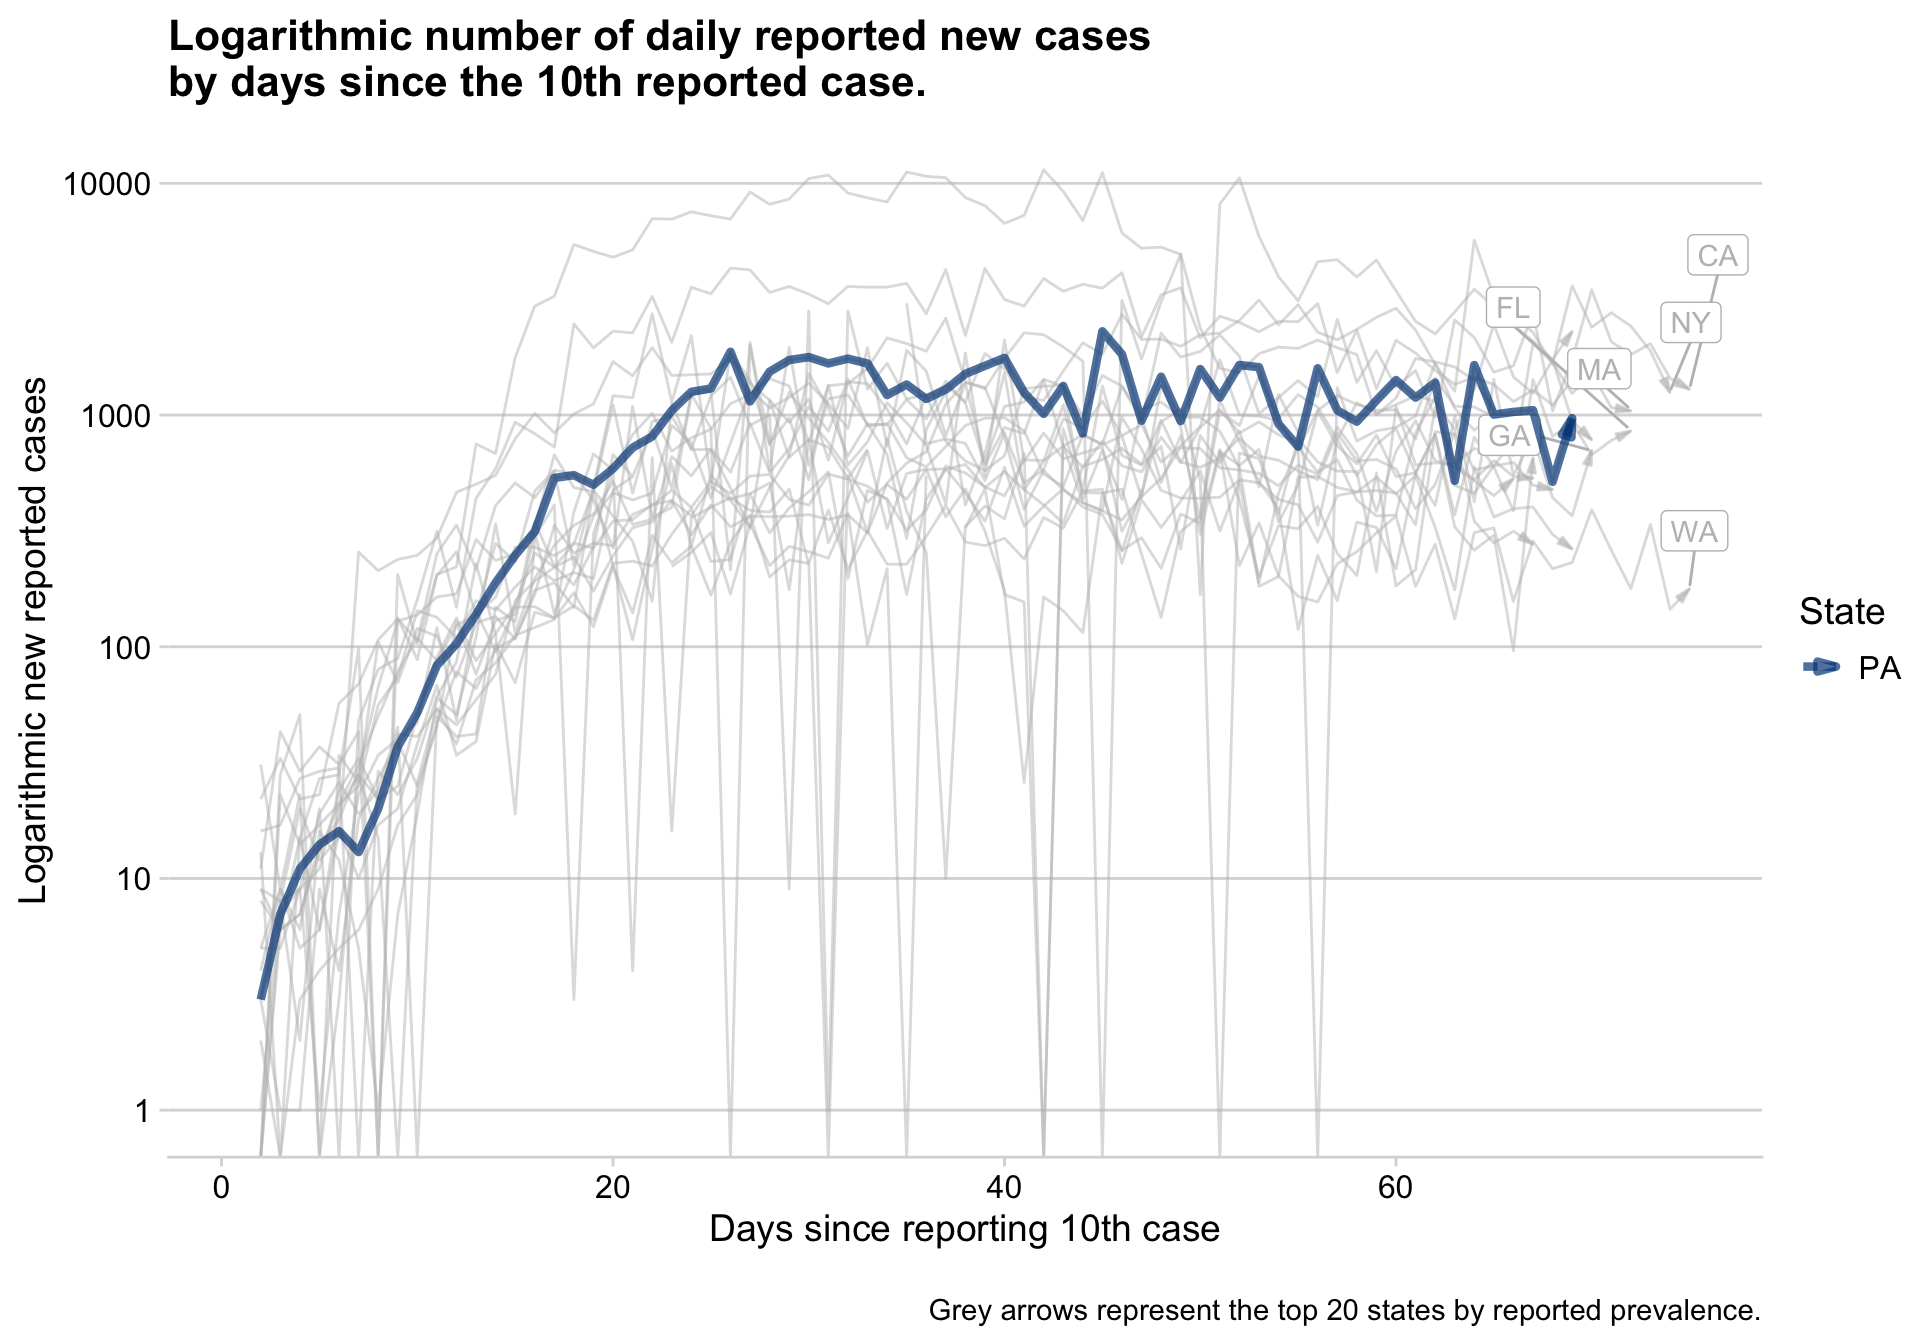 Logarithmic number of daily reported new cases
by days since the 10th reported case.
Logarithmic new reported cases
10000
1000
100
10
1
CA
FL
NY
MA
GA
WA
State
PA
0
20
40
60
Days since reporting 10th case
Grey arrows represent the top 20 states by reported prevalence.